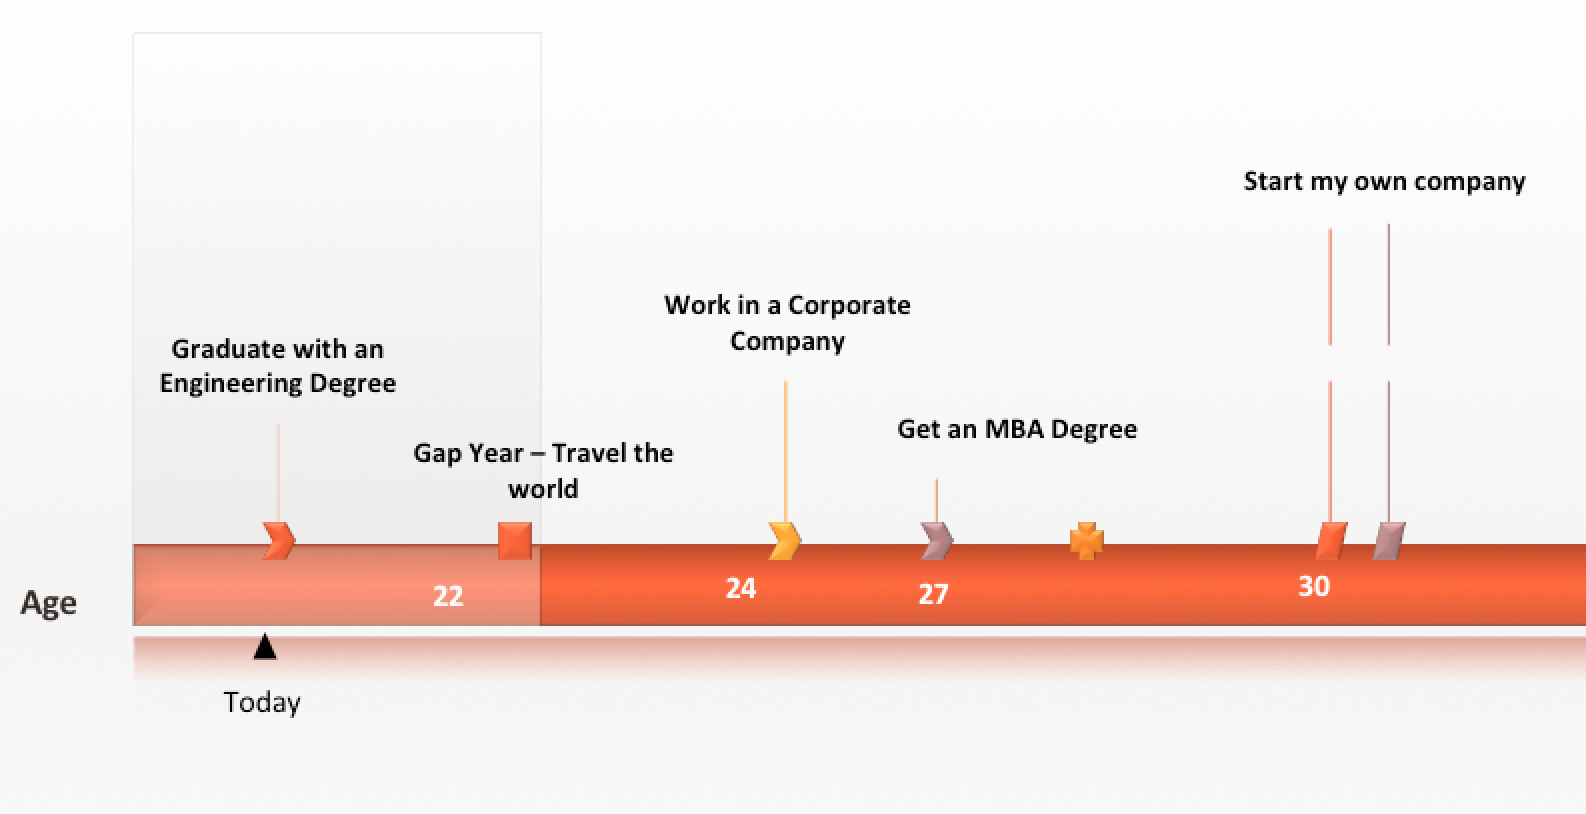 Start my own company
Work in a Corporate
Company
Graduate with an
Engineering Degree
Get an MBA Degree
Gap Year – Travel the
world
Age
22
24
27
30
Today